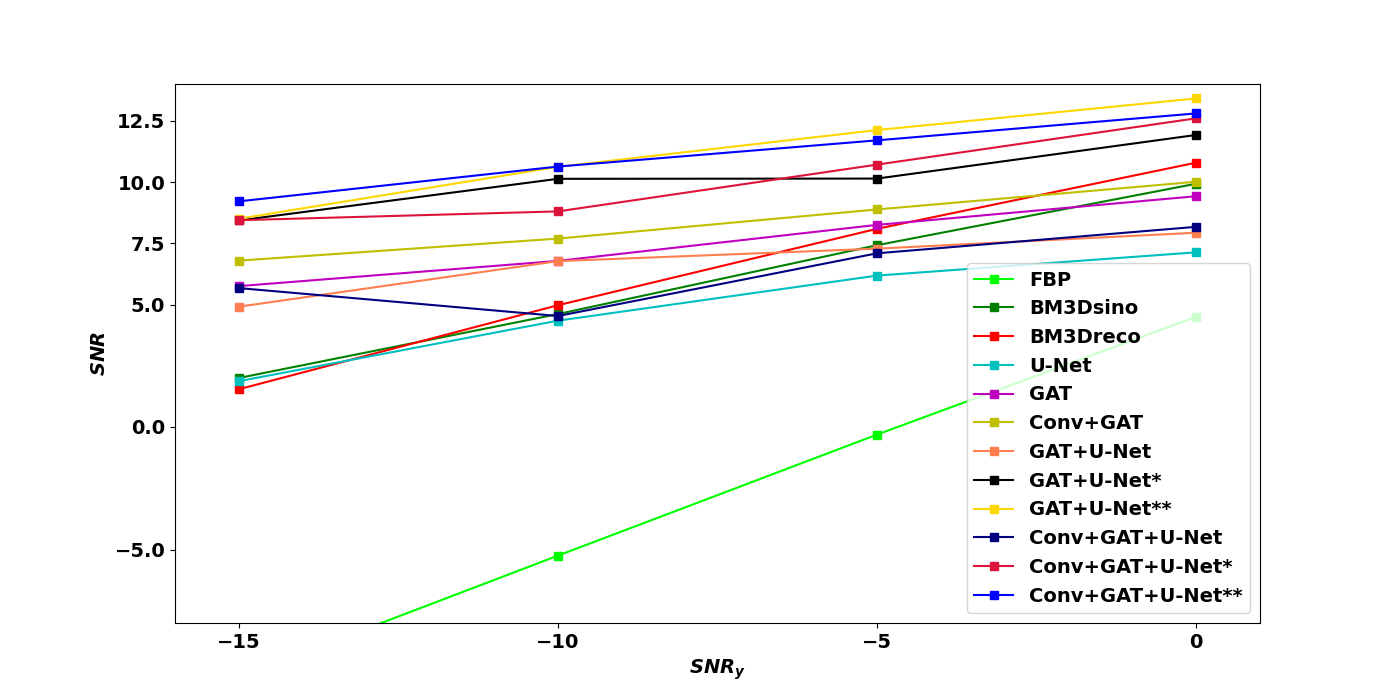 12.5
10.0
7.5
5.0
0.0
−5.0
SNR
−15
−10
−5
0
SNRy
FBP
BM3Dsino
BM3Dreco
U-Net
GAT
Conv+GAT
GAT+U-Net
GAT+U-Net*
GAT+U-Net**
Conv+GAT+U-Net
Conv+GAT+U-Net*
Conv+GAT+U-Net**